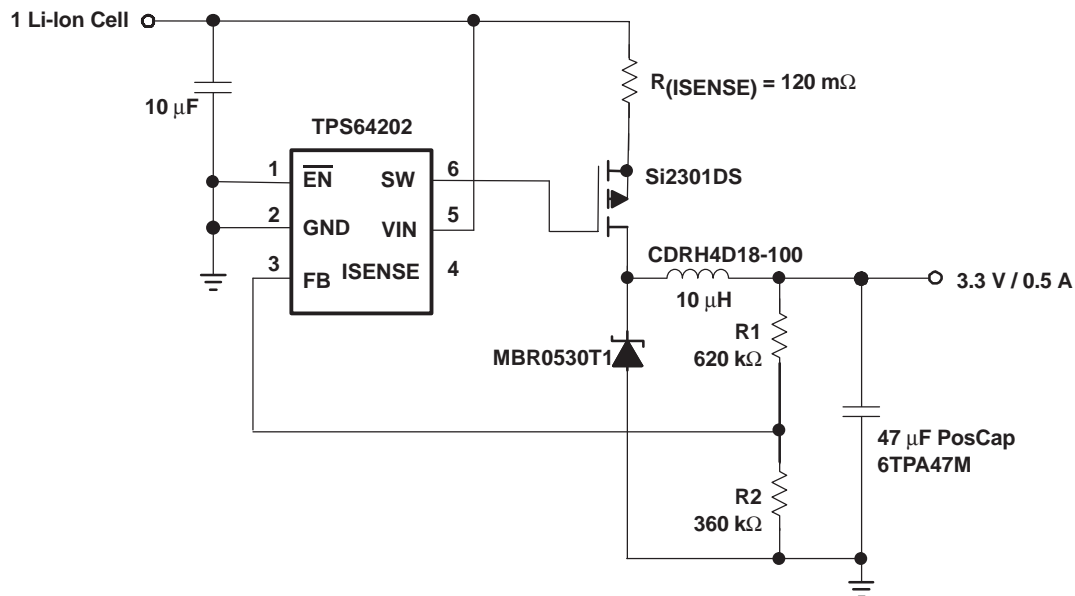 1 Li-Ion Cell
R(ISENSE) = 120 mΩ
10 μF
TPS64202
1
EN
SW
6
Si2301DS
2
GND
VIN
5
3
FB
ISENSE
4
CDRH4D18-100
10 μH
3.3 V / 0.5 A
R1
620 kΩ
MBR0530T1
47 μF PosCap
6TPA47M
R2
360 kΩ